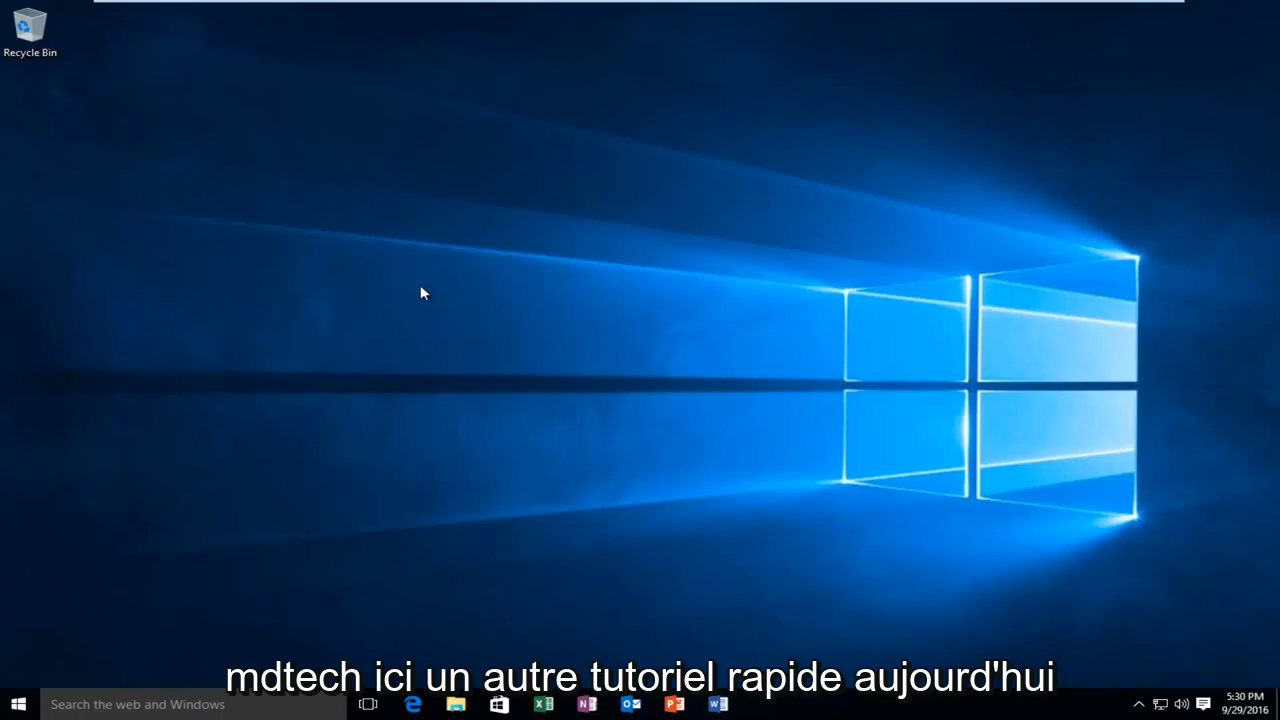 Recycle Bin
mdtech ici un autre tutoriel rapide aujourd'hui
Search the web and Windows
5:30 PM
9/29/2016